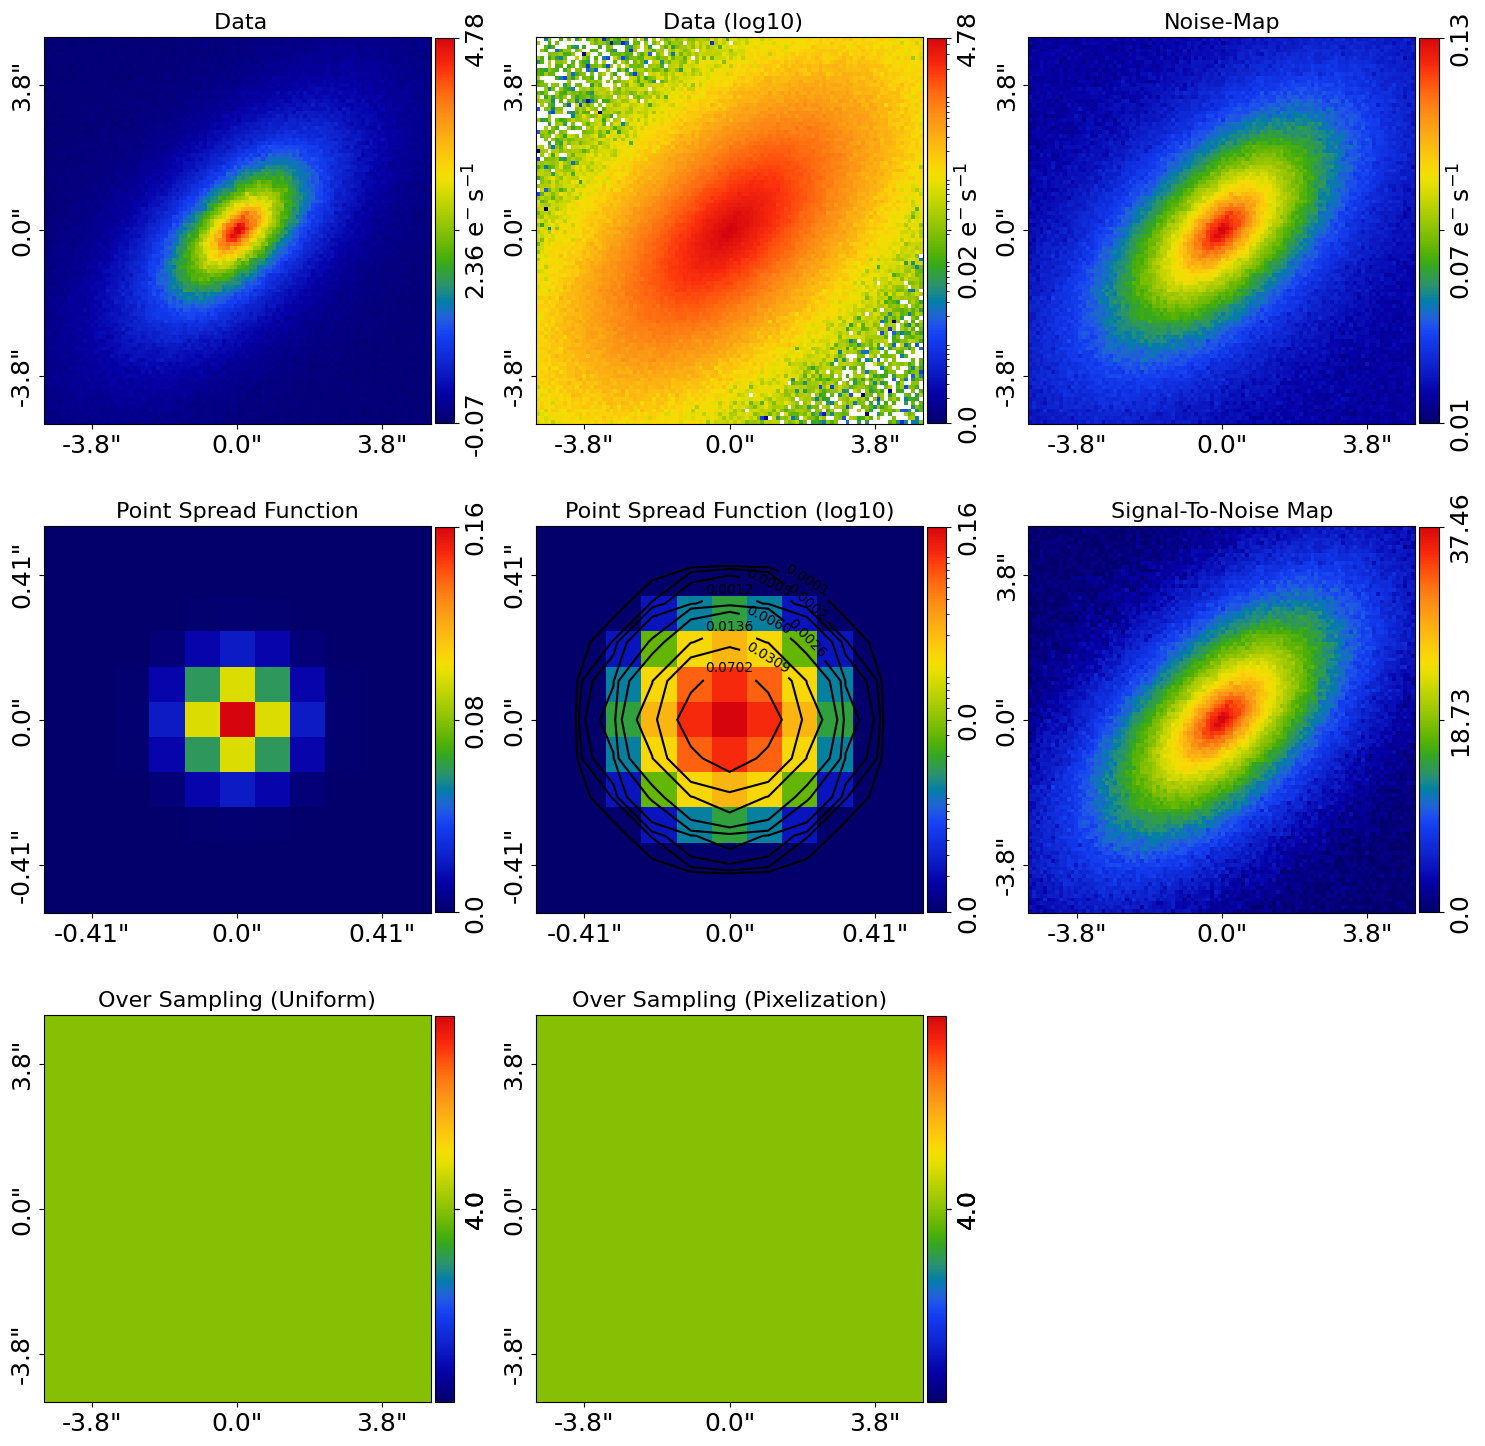 Data
3.8"
0.0"
-3.8"
-3.8" 0.0" 3.8"
4.78
2.36 e⁻ s⁻¹
-0.07
Data (log10)
3.8"
0.0"
-3.8"
-3.8" 0.0" 3.8"
4.78
0.02 e⁻ s⁻¹
0.0
Noise-Map
3.8"
0.0"
-3.8"
-3.8" 0.0" 3.8"
0.13
0.07 e⁻ s⁻¹
0.01
Point Spread Function
0.41"
0.0"
-0.41"
-0.41" 0.0" 0.41"
0.16
0.08
0.0
Point Spread Function (log10)
0.41"
0.0"
-0.41"
0.0001
0.0012
0.0060
0.0026
0.0136
0.0309
0.0702
-0.41" 0.0" 0.41"
0.16
0.0
0.0
Signal-To-Noise Map
3.8"
0.0"
-3.8"
-3.8" 0.0" 3.8"
37.46
18.73
0.0
Over Sampling (Uniform)
3.8"
0.0"
-3.8"
-3.8" 0.0" 3.8"
4.0
Over Sampling (Pixelization)
3.8"
0.0"
-3.8"
-3.8" 0.0" 3.8"
4.0